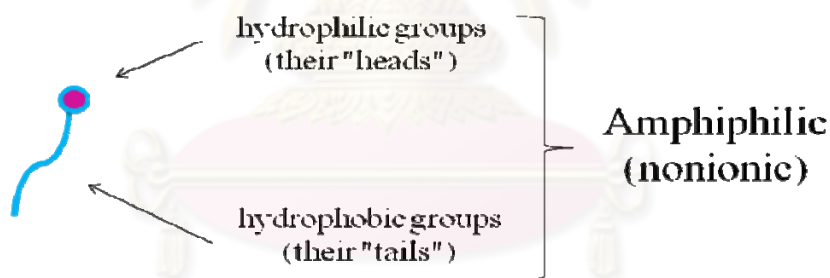 hydrophilic groups
(their "heads")
Amphiphilic
(nonionic)
hydrophobic groups
(their "tails")